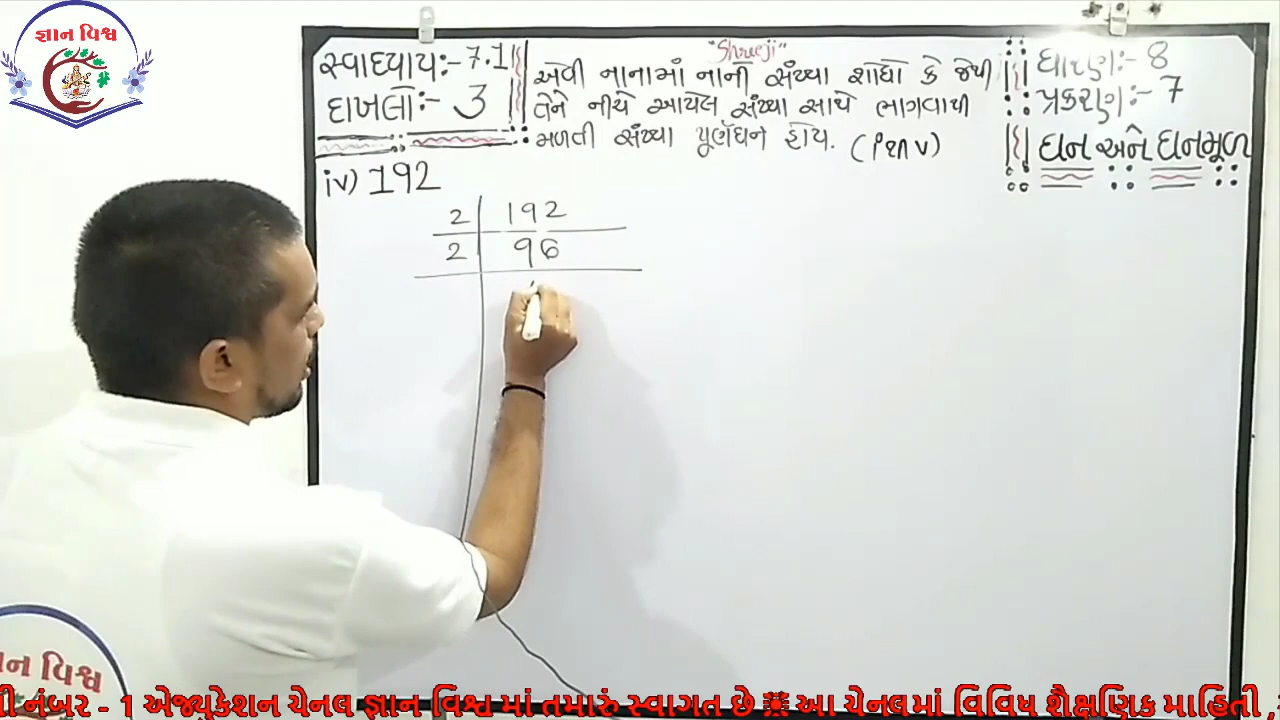 જ્ઞાન વિશ્વ
"Shreeji"
સ્વાધ્યાયઃ- 7.1
દાખલોઃ- 3
એવી નાનામાં નાની સંખ્યા શોધો કે જેથી
તેને નીચે આપેલ સંખ્યા સાથે ભાગવાથી
મળતી સંખ્યા પૂર્ણઘન હોય. (1 થી v)
ધોરણઃ- 8
પ્રકરણઃ- 7
ઘન અને ઘનમૂળ
iv) 192
2 | 192
2 | 96
ાન વિશ્વ
ી નંબર - 1 એજ્યુકેશન ચેનલ જ્ઞાન વિશ્વ માં તમારું સ્વાગત છે આ ચેનલમાં વિવિધ શૈક્ષણિક માહિતી